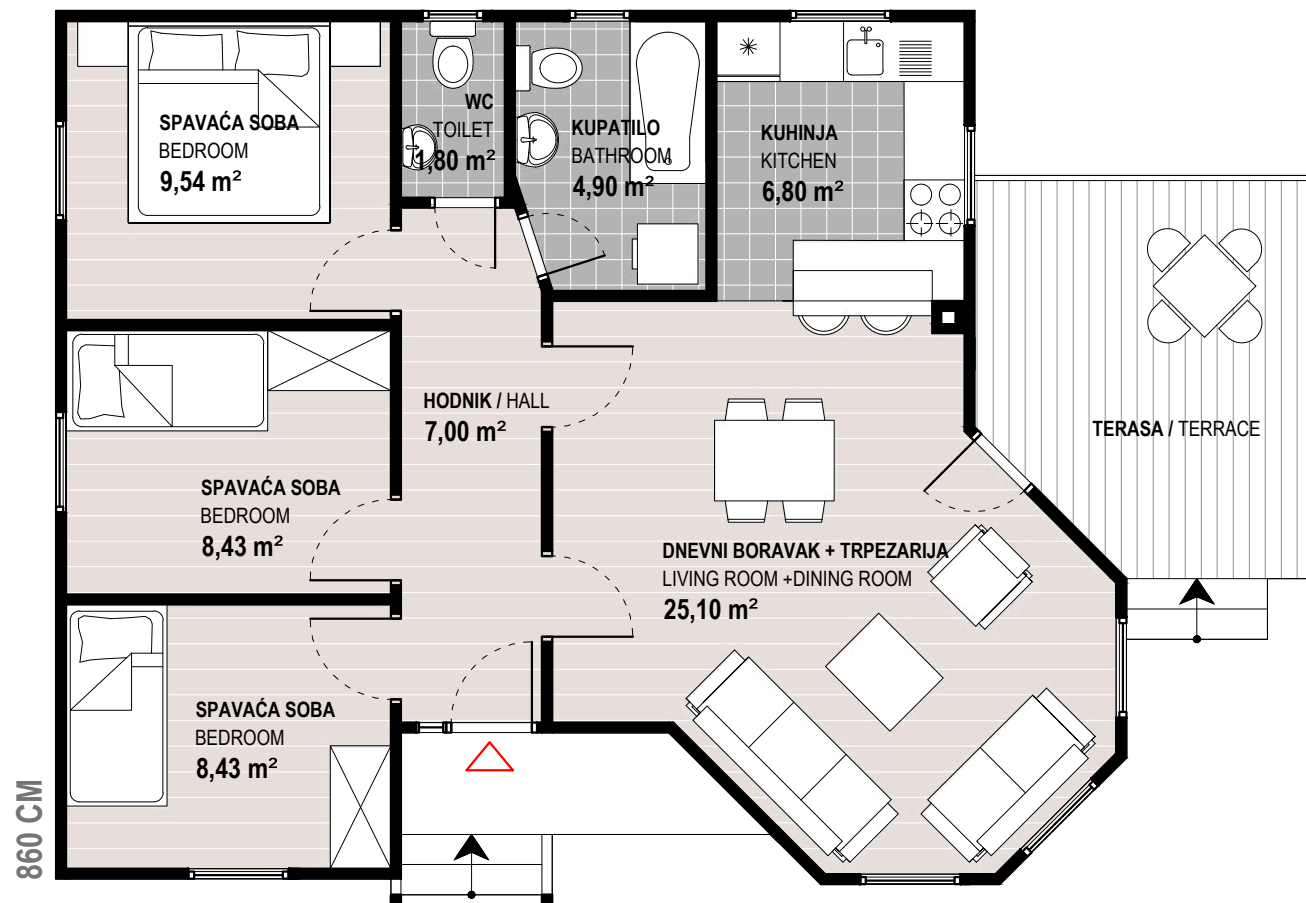 SPAVAĆA SOBA
BEDROOM
9,54 m²
WC
TOILET
1,80 m²
KUPATILO
BATHROOM
4,90 m²
KUHINJA
KITCHEN
6,80 m²
HODNIK / HALL
7,00 m²
TERASA / TERRACE
SPAVAĆA SOBA
BEDROOM
8,43 m²
DNEVNI BORAVAK + TRPEZARIJA
LIVING ROOM +DINING ROOM
25,10 m²
SPAVAĆA SOBA
BEDROOM
8,43 m²
860 CM